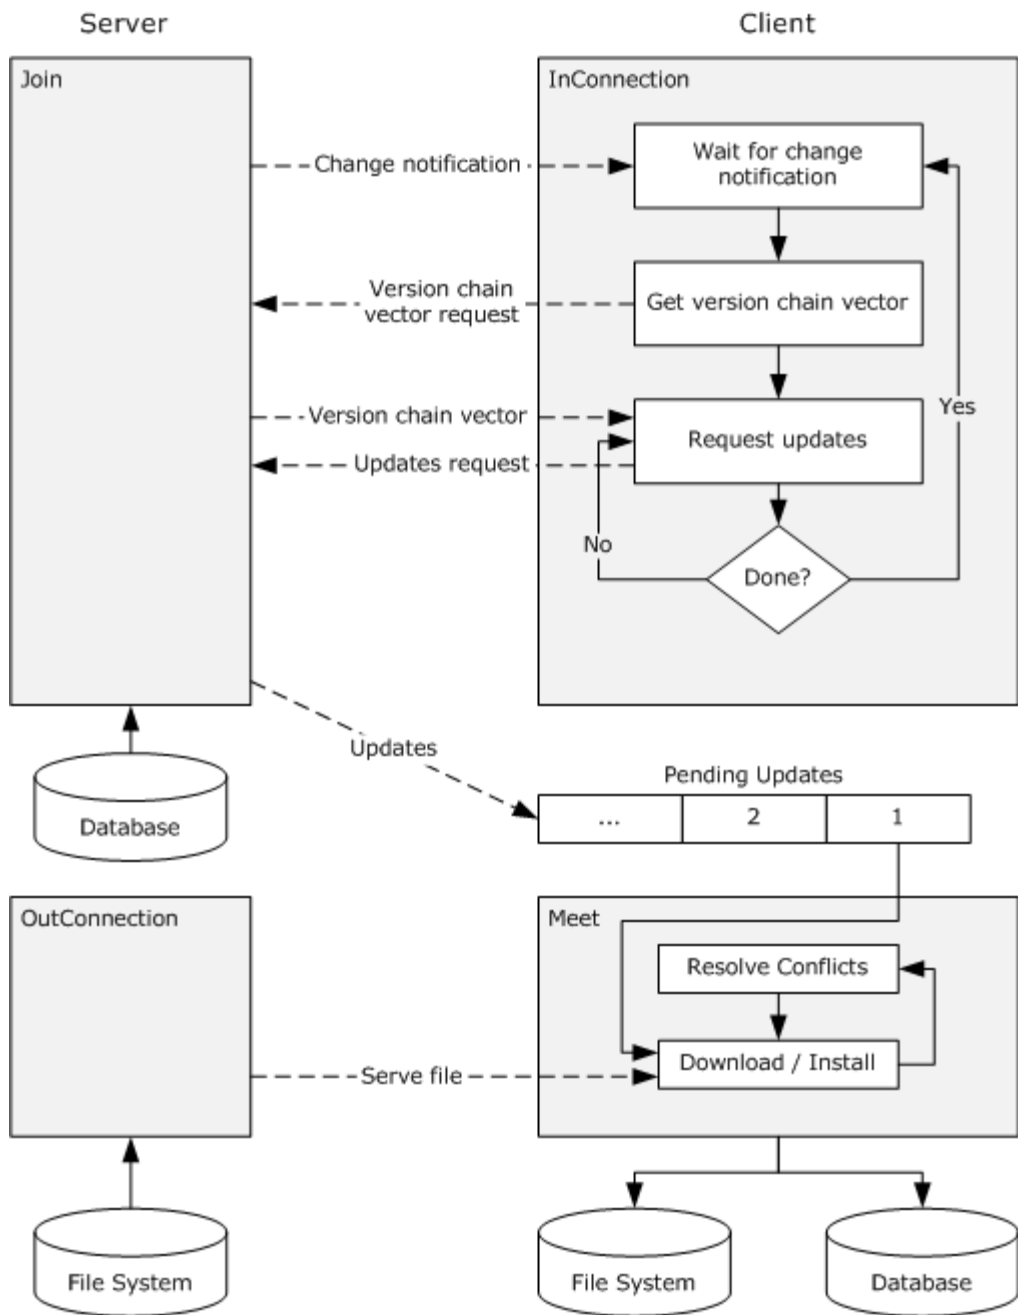 Server
Client
Join
InConnection
Wait for change
notification
Change notification
Version chain
vector request
Get version chain vector
Version chain vector
Request updates
Yes
Updates request
No
Done?
Updates
Pending Updates
... 2 1
Database
OutConnection
Meet
Resolve Conflicts
Download / Install
Serve file
File System
File System
Database